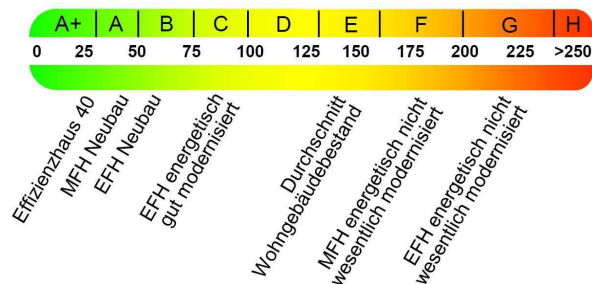 A+ A B C D E F G H
0 25 50 75 100 125 150 175 200 225 >250
Effizienzhaus 40
MFH Neubau
EFH Neubau
EFH energetisch
gut modernisiert
Durchschnitt
Wohngebäudebestand
MFH energetisch nicht
wesentlich modernisiert
EFH energetisch nicht
wesentlich modernisiert